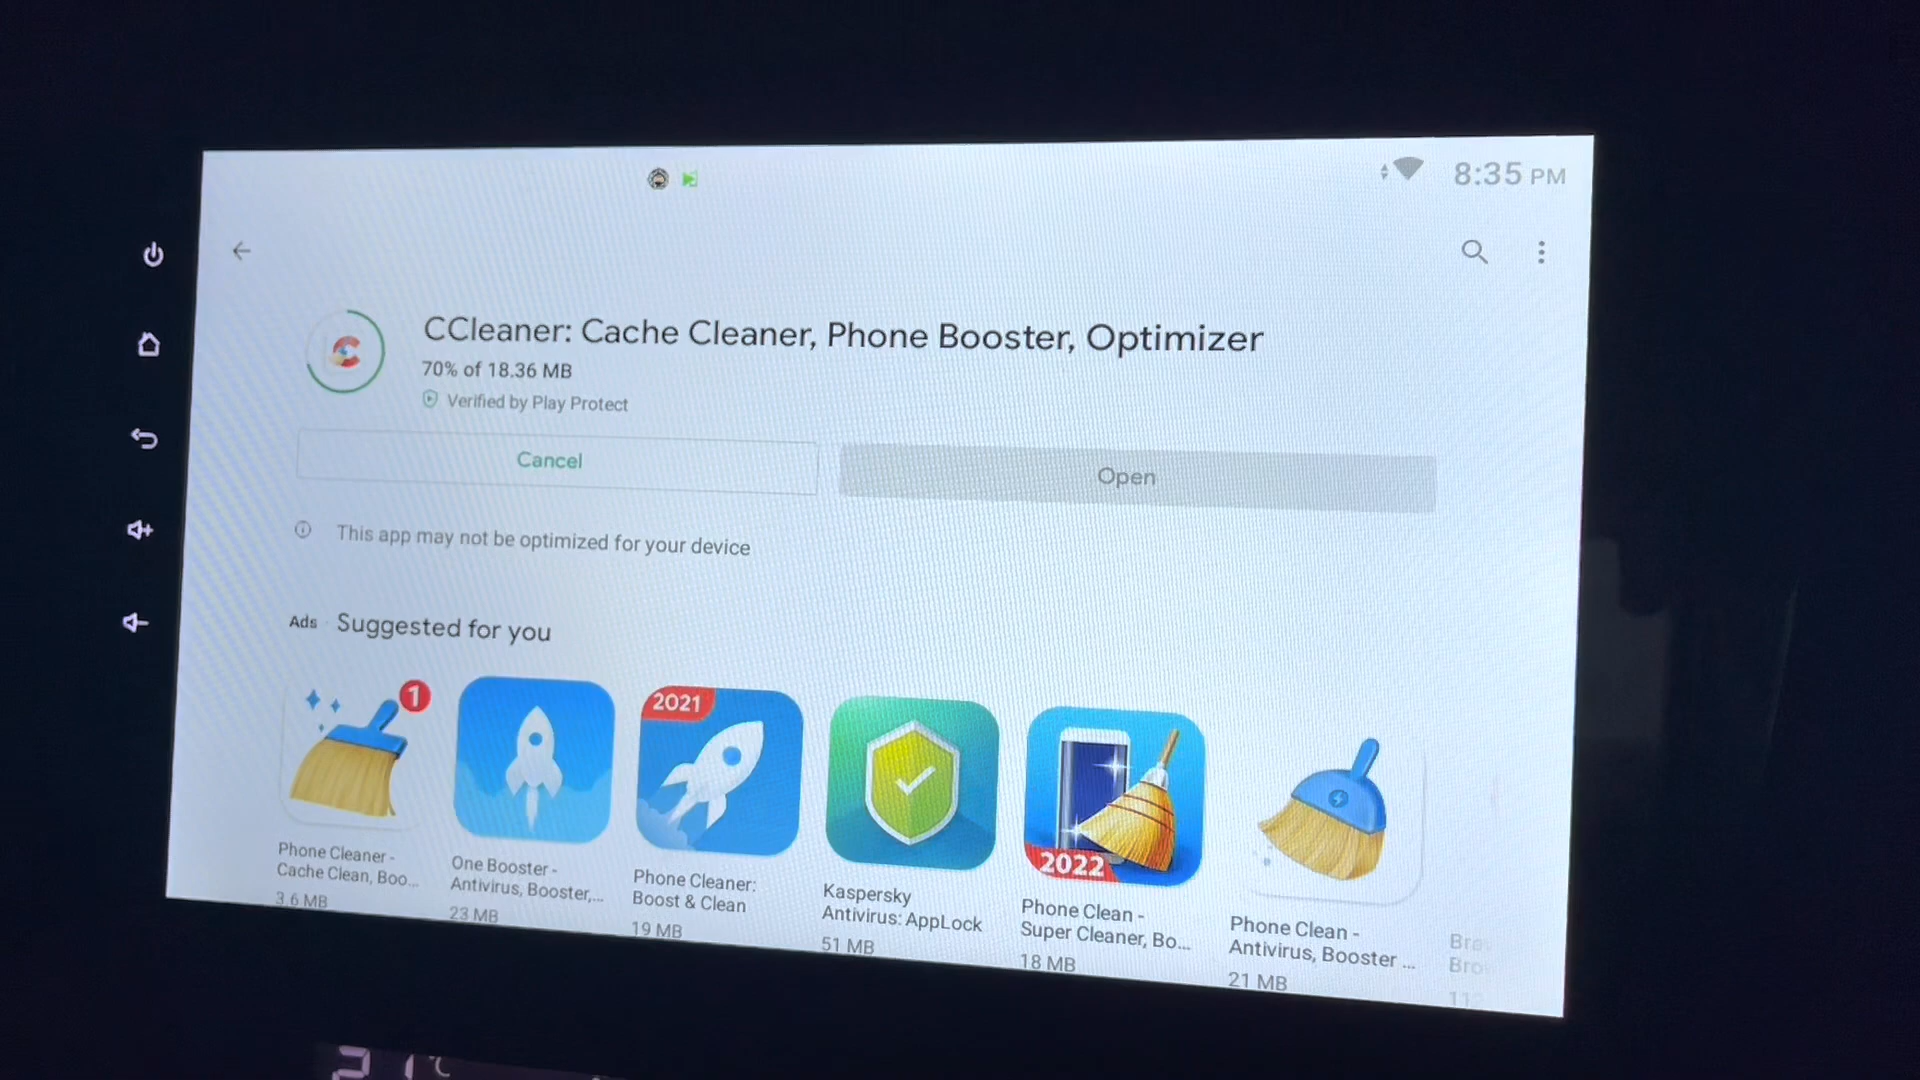 8:35 PM
CCleaner: Cache Cleaner, Phone Booster, Optimizer
70% of 18.36 MB
Verified by Play Protect
Cancel
Open
This app may not be optimized for your device
Ads · Suggested for you
1
2021
2022
Phone Cleaner -
Cache Clean, Boo...
3.6 MB
One Booster -
Antivirus, Booster,...
23 MB
Phone Cleaner:
Boost & Clean
19 MB
Kaspersky
Antivirus: AppLock
51 MB
Phone Clean -
Super Cleaner, Bo...
18 MB
Phone Clean -
Antivirus, Booster ...
21 MB
21 °C